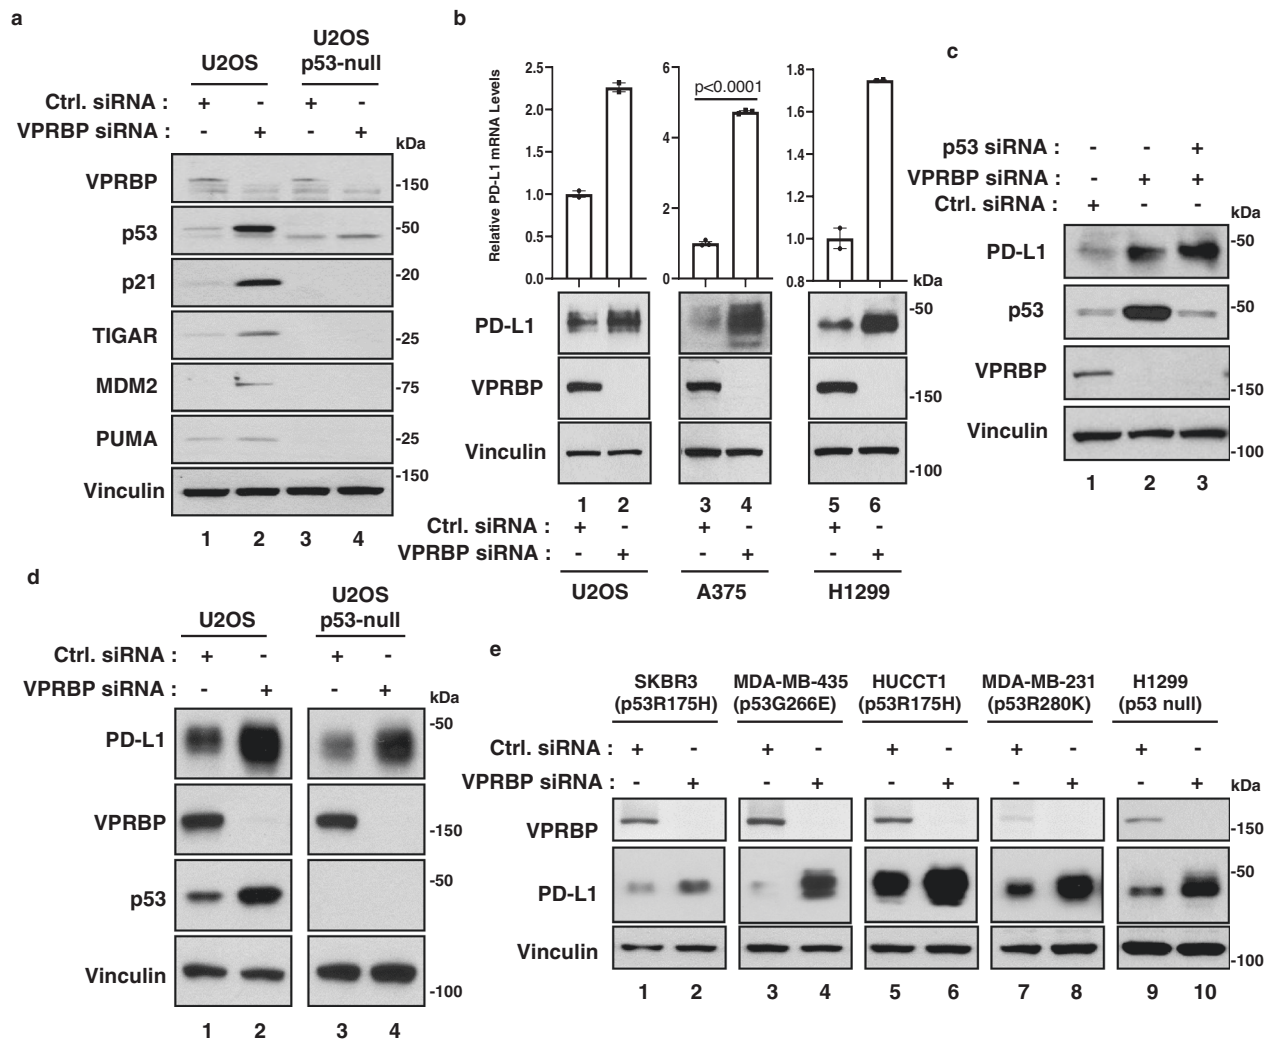 a
U2OS
U2OS
p53-null
Ctrl. siRNA : + - + -
VPRBP siRNA : - + - +
kDa
VPRBP -150
p53 -50
p21 -20
TIGAR -25
MDM2 -75
PUMA -25
Vinculin -150
1 2 3 4
b
Relative PD-L1 mRNA Levels
2.5
2.0
1.5
1.0
0.5
0.0
6
4
2
0
p<0.0001
1.8
1.6
1.4
1.2
1.0
0.8
kDa
PD-L1 -50
VPRBP -150
Vinculin -100
1 2 3 4 5 6
Ctrl. siRNA : + - + - + -
VPRBP siRNA : - + - + - +
U2OS A375 H1299
c
p53 siRNA : - - +
VPRBP siRNA : - + +
Ctrl. siRNA : + - -
kDa
PD-L1 -50
p53 -50
VPRBP -150
Vinculin -100
1 2 3
d
U2OS
U2OS
p53-null
Ctrl. siRNA : + - + -
VPRBP siRNA : - + - +
kDa
PD-L1 -50
VPRBP -150
p53 -50
Vinculin -100
1 2 3 4
e
SKBR3 MDA-MB-435 HUCCT1 MDA-MB-231 H1299
(p53R175H) (p53G266E) (p53R175H) (p53R280K) (p53 null)
Ctrl. siRNA : + - + - + - + - + -
VPRBP siRNA : - + - + - + - + - +
kDa
VPRBP -150
PD-L1 -50
Vinculin -100
1 2 3 4 5 6 7 8 9 10